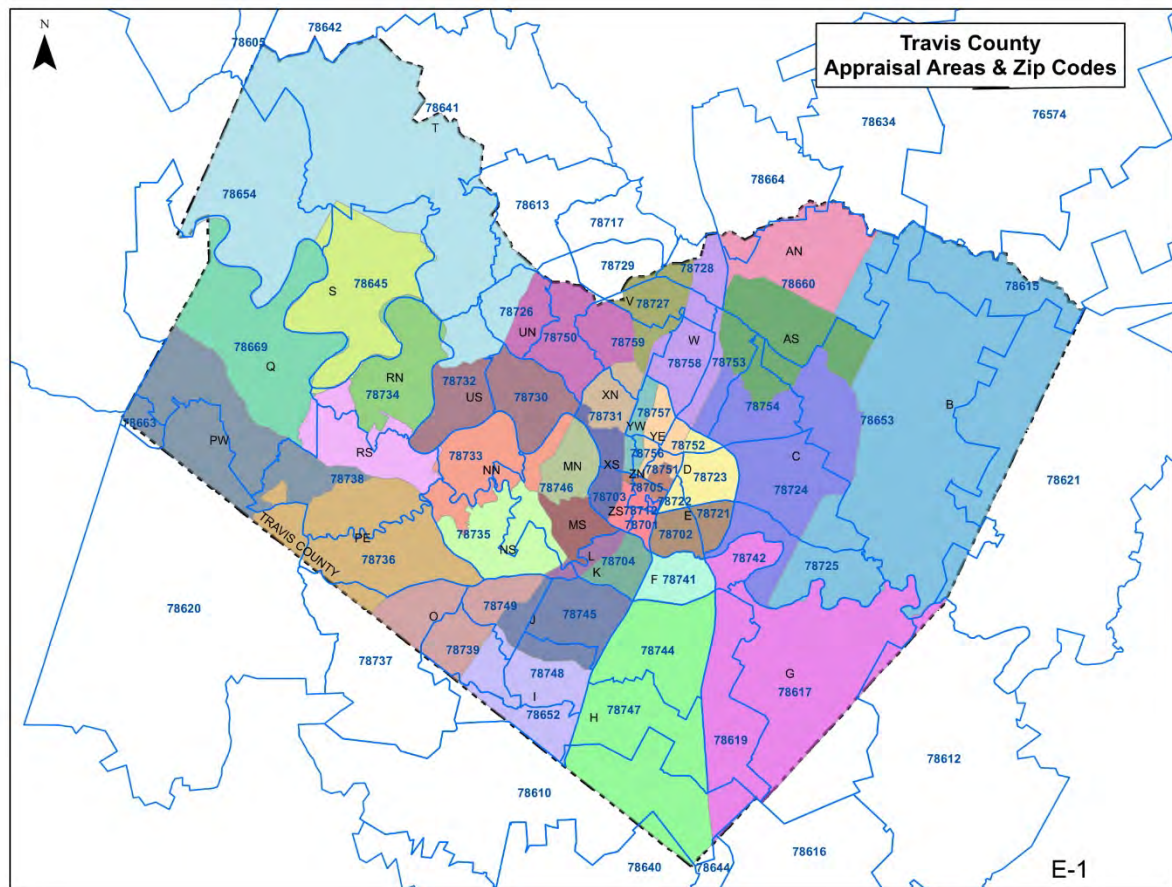 N
Travis County
Appraisal Areas & Zip Codes
78642
78605
78641
T
78634
76574
78664
78654
78613
78717
AN
78729
78728
78660
78615
S
78645
V
78727
78726
UN
78750
78759
W
AS
78669
Q
RN
78734
78732
US
78730
78758
78753
XN
78731
78757
YW
YE
78752
78754
78653
B
78663
PW
RS
78738
78733
NN
MN
78746
XS
78756
ZN
78751
D
78723
C
78724
78621
78703
78705
78722
ZS
78712
78701
E
78721
78702
MS
78735
NS
PE
78736
TRAVIS COUNTY
L
K
78704
F
78741
78742
78725
78620
O
78749
J
78745
78739
78737
78748
I
78652
78744
78747
H
G
78617
78619
78612
78610
78640
78644
78616
E-1